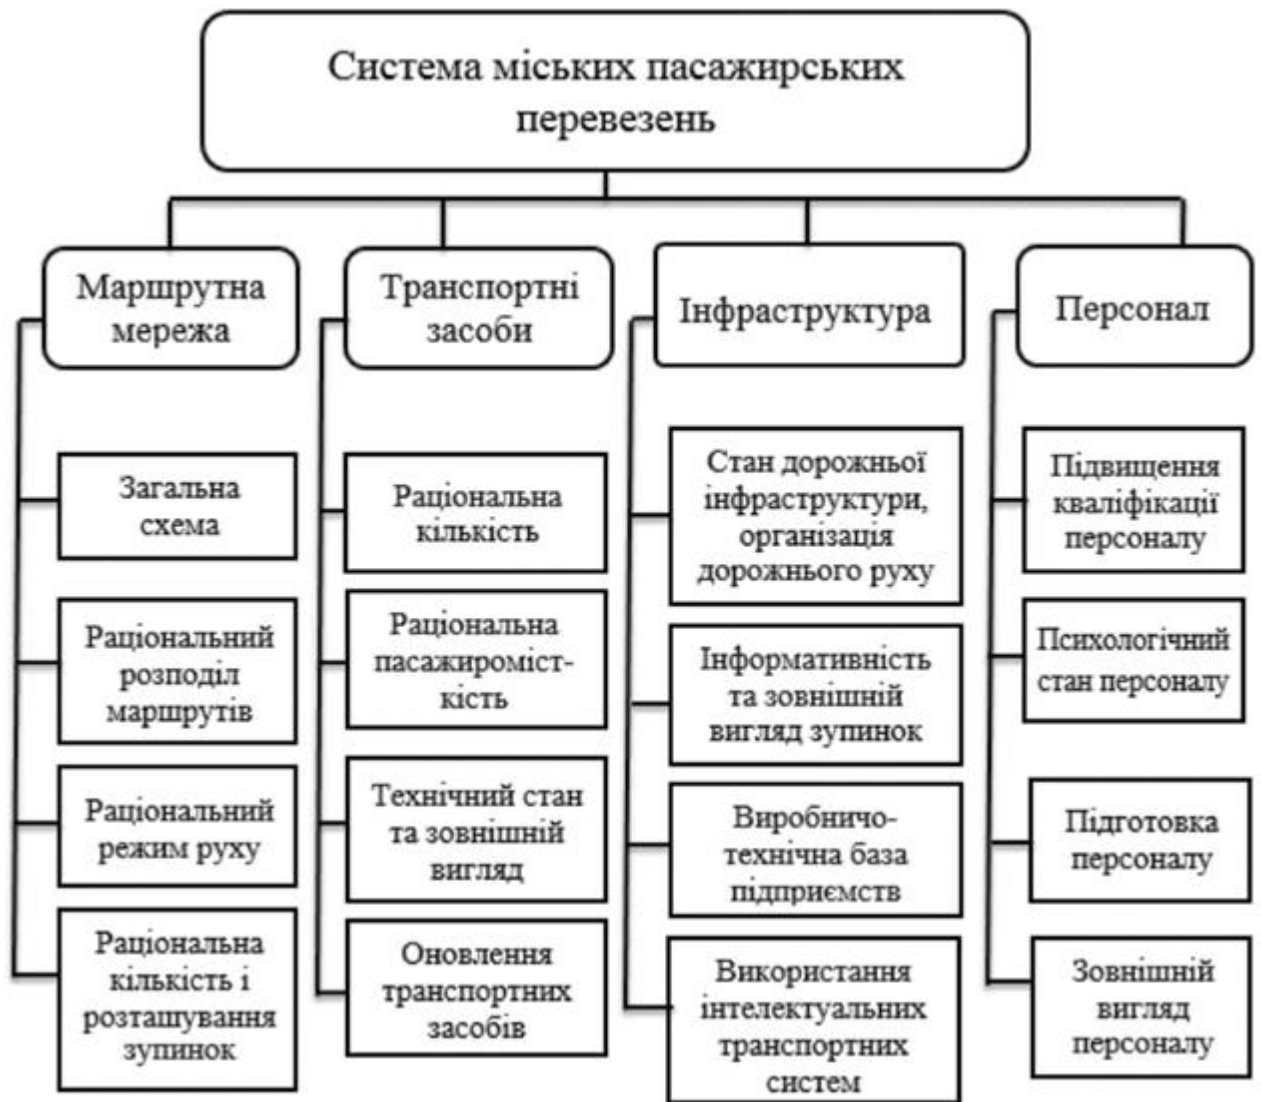 Система міських пасажирських
перевезень
Маршрутна
мережа
Загальна
схема
Раціональний
розподіл
маршрутів
Раціональний
режим руху
Раціональна
кількість і
розташування
зупинок
Транспортні
засоби
Раціональна
кількість
Раціональна
пасажироміст-
кість
Технічний стан
та зовнішній
вигляд
Оновлення
транспортних
засобів
Інфраструктура
Стан дорожньої
інфраструктури,
організація
дорожнього руху
Інформативність
та зовнішній
вигляд зупинок
Виробничо-
технічна база
підприємств
Використання
інтелектуальних
транспортних
систем
Персонал
Підвищення
кваліфікації
персоналу
Психологічний
стан персоналу
Підготовка
персоналу
Зовнішній
вигляд
персоналу